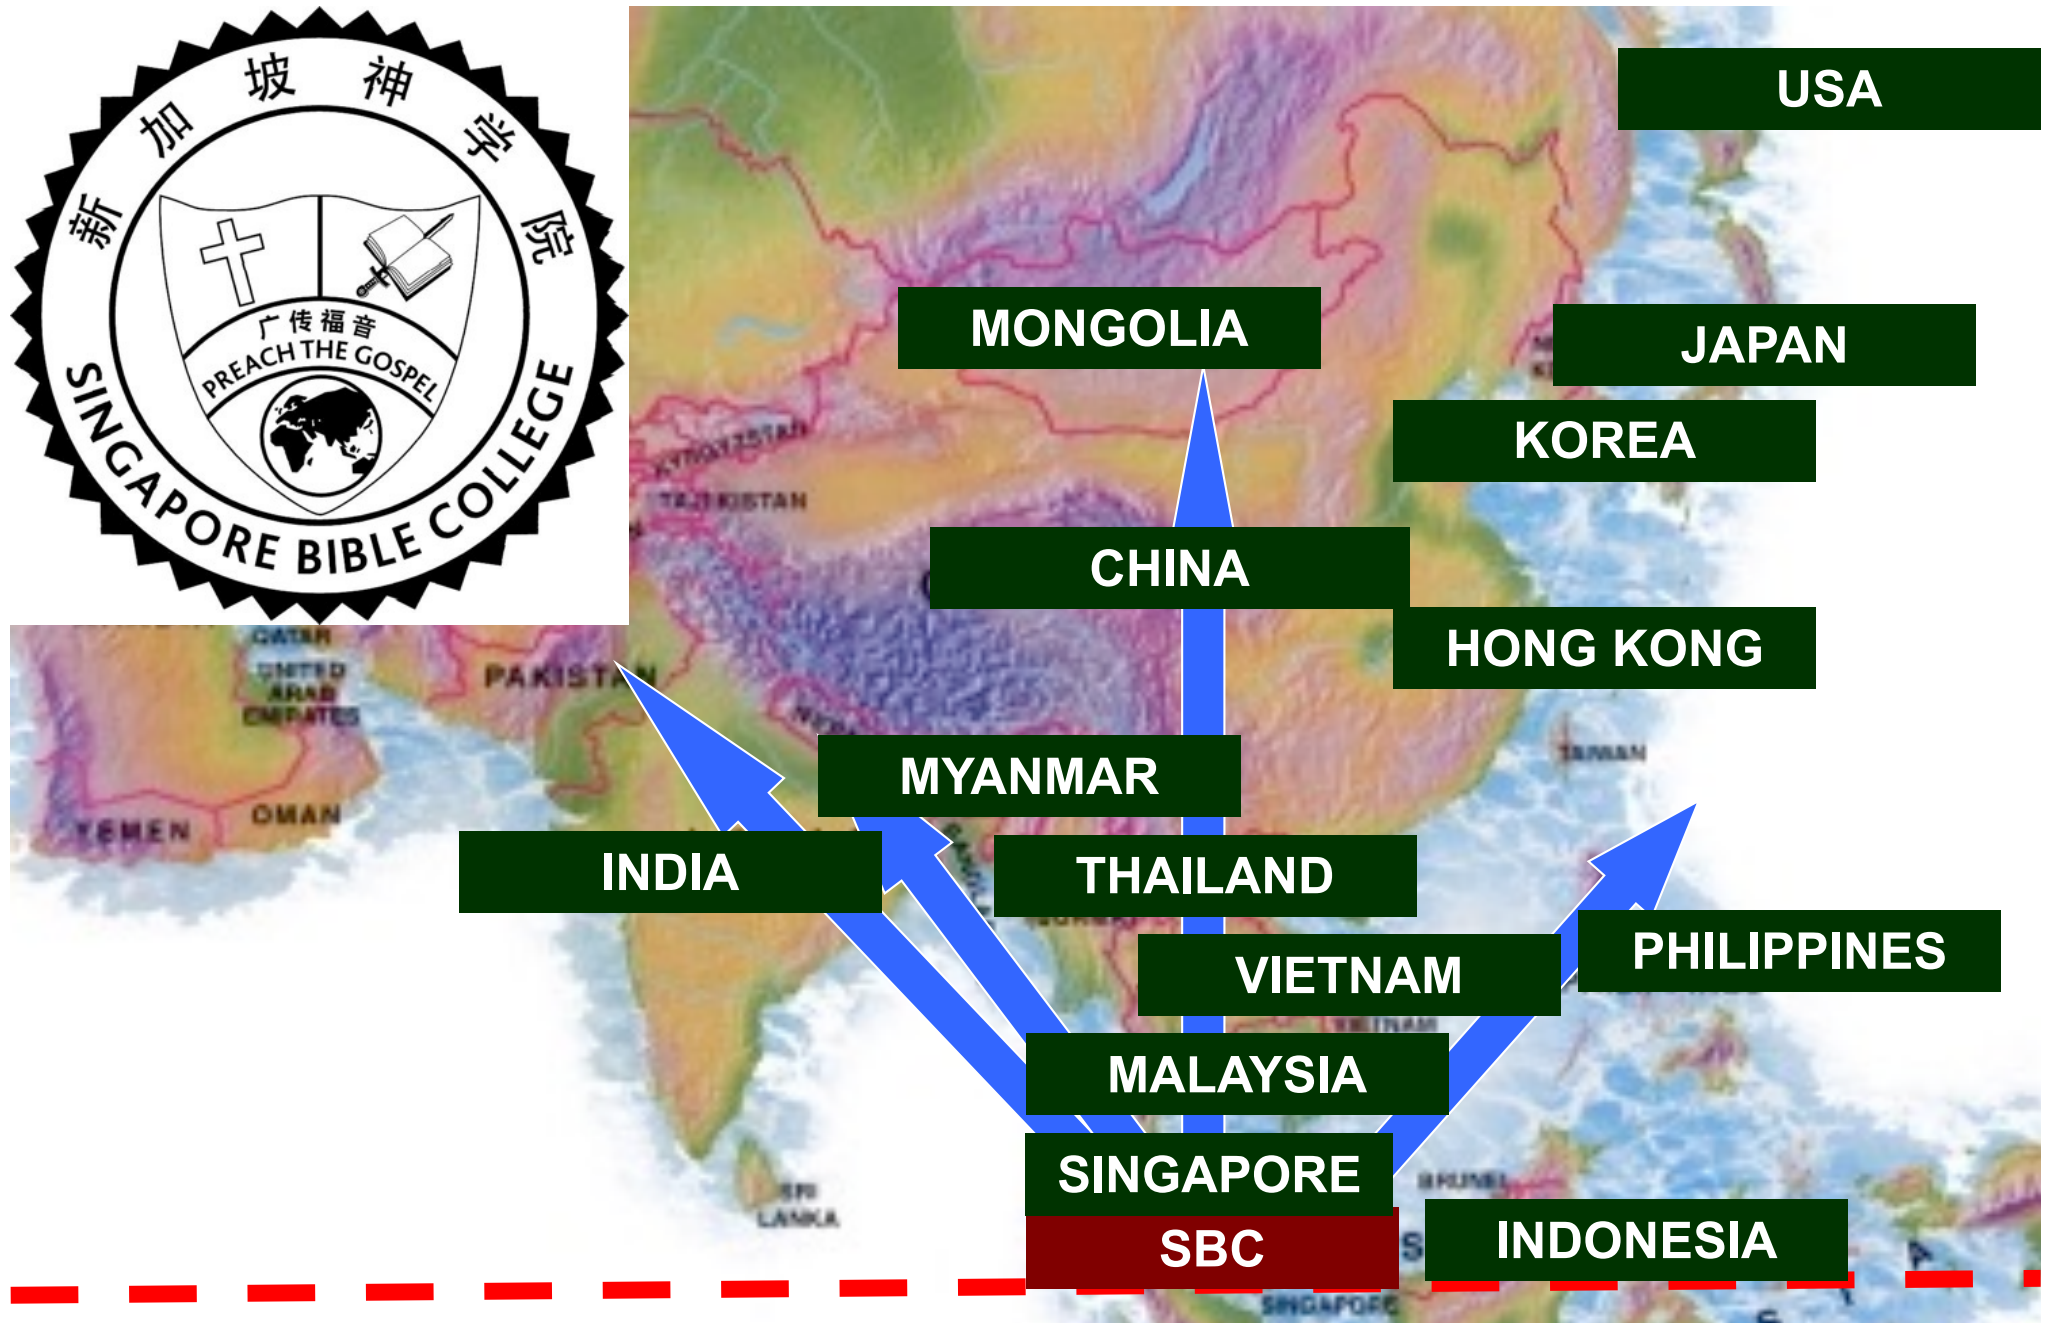 新加坡神学院
广传福音
PREACH THE GOSPEL
SINGAPORE BIBLE COLLEGE
USA
MONGOLIA
JAPAN
KOREA
KYRGYZSTAN
TAJIKISTAN
CHINA
HONG KONG
QATAR
UNITED
ARAB
EMIRATES
PAKISTAN
TAIWAN
MYANMAR
YEMEN
OMAN
INDIA
THAILAND
PHILIPPINES
VIETNAM
VIETNAM
MALAYSIA
SINGAPORE
BRUNEI
SRI
LANKA
SBC
INDONESIA
SINGAPORE